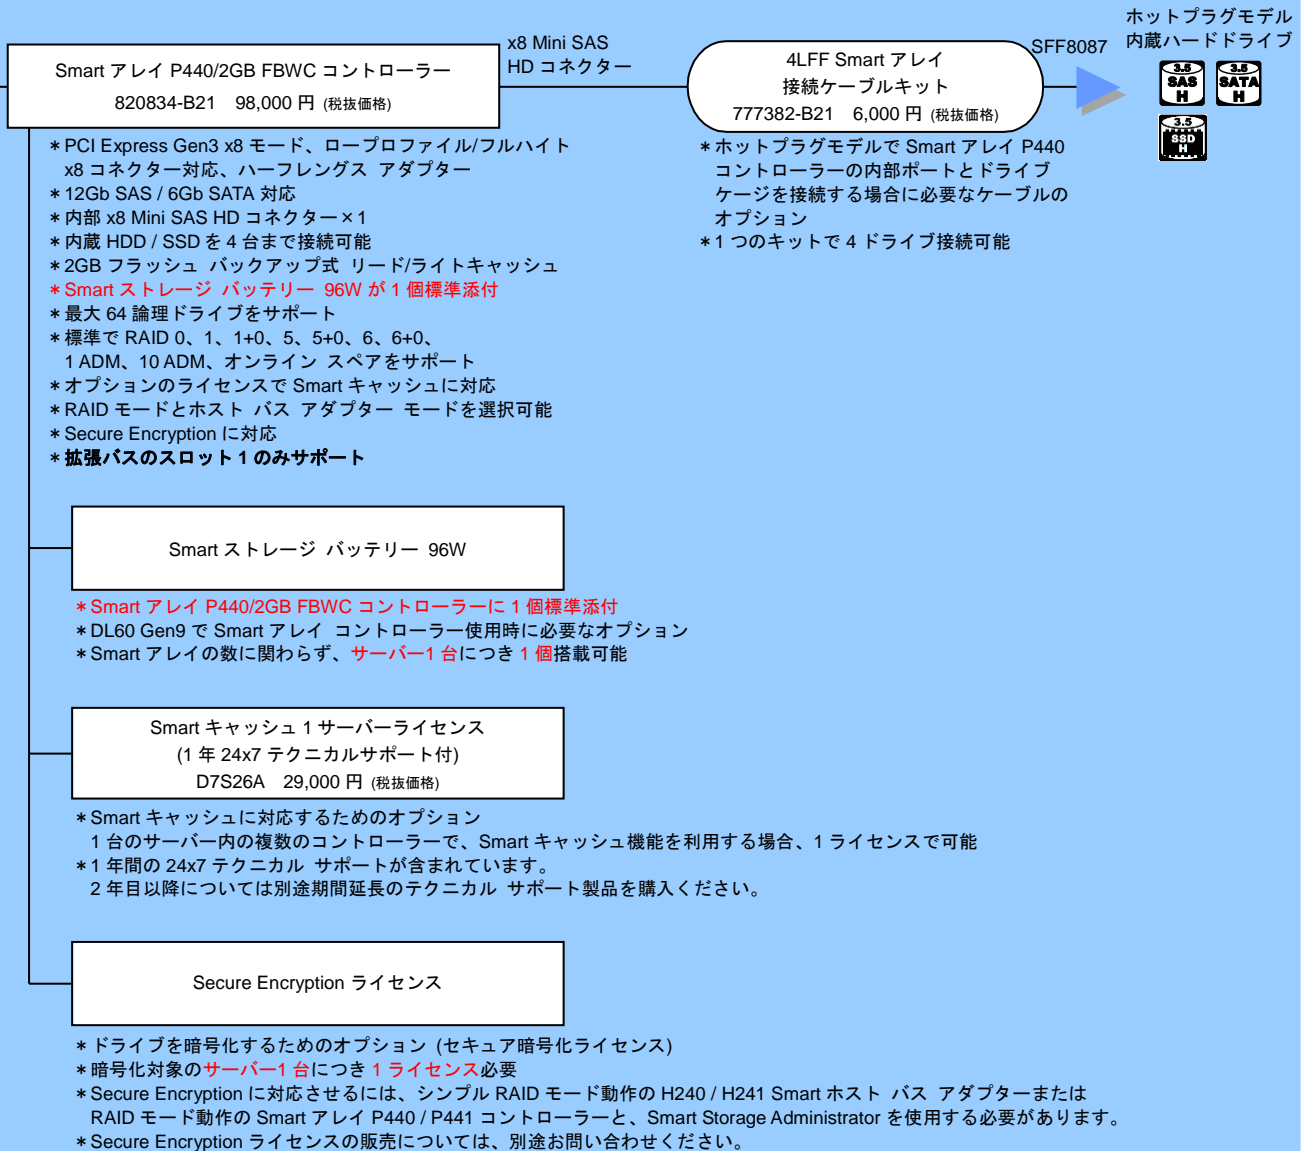 ホットプラグモデル
内蔵ハードドライブ
3.5
SAS
H
3.5
SATA
H
3.5
SSD
H
Smart アレイ P440/2GB FBWC コントローラー
820834-B21 98,000 円 (税抜価格)
x8 Mini SAS
HD コネクター
4LFF Smart アレイ
接続ケーブルキット
777382-B21 6,000 円 (税抜価格)
SFF8087
＊PCI Express Gen3 x8 モード、ロープロファイル/フルハイト
x8 コネクター対応、ハーフレングス アダプター
＊12Gb SAS / 6Gb SATA 対応
＊内部 x8 Mini SAS HD コネクター×1
＊内蔵 HDD / SSD を 4 台まで接続可能
＊2GB フラッシュ バックアップ式 リード/ライトキャッシュ
＊Smart ストレージ バッテリー 96W が 1 個標準添付
＊最大 64 論理ドライブをサポート
＊標準で RAID 0、1、1+0、5、5+0、6、6+0、
1 ADM、10 ADM、オンライン スペアをサポート
＊オプションのライセンスで Smart キャッシュに対応
＊RAID モードとホスト バス アダプター モードを選択可能
＊Secure Encryption に対応
＊拡張バスのスロット 1 のみサポート
＊ホットプラグモデルで Smart アレイ P440
コントローラーの内部ポートとドライブ
ケージを接続する場合に必要なケーブルの
オプション
＊1 つのキットで 4 ドライブ接続可能
Smart ストレージ バッテリー 96W
＊Smart アレイ P440/2GB FBWC コントローラーに 1 個標準添付
＊DL60 Gen9 で Smart アレイ コントローラー使用時に必要なオプション
＊Smart アレイの数に関わらず、サーバー1 台につき 1 個搭載可能
Smart キャッシュ 1 サーバーライセンス
(1 年 24x7 テクニカルサポート付)
D7S26A 29,000 円 (税抜価格)
＊Smart キャッシュに対応するためのオプション
1 台のサーバー内の複数のコントローラーで、Smart キャッシュ機能を利用する場合、1 ライセンスで可能
＊1 年間の 24x7 テクニカル サポートが含まれています。
2 年目以降については別途期間延長のテクニカル サポート製品を購入ください。
Secure Encryption ライセンス
＊ドライブを暗号化するためのオプション (セキュア暗号化ライセンス)
＊暗号化対象のサーバー1 台につき 1 ライセンス必要
＊Secure Encryption に対応させるには、シンプル RAID モード動作の H240 / H241 Smart ホスト バス アダプターまたは
RAID モード動作の Smart アレイ P440 / P441 コントローラーと、Smart Storage Administrator を使用する必要があります。
＊Secure Encryption ライセンスの販売については、別途お問い合わせください。